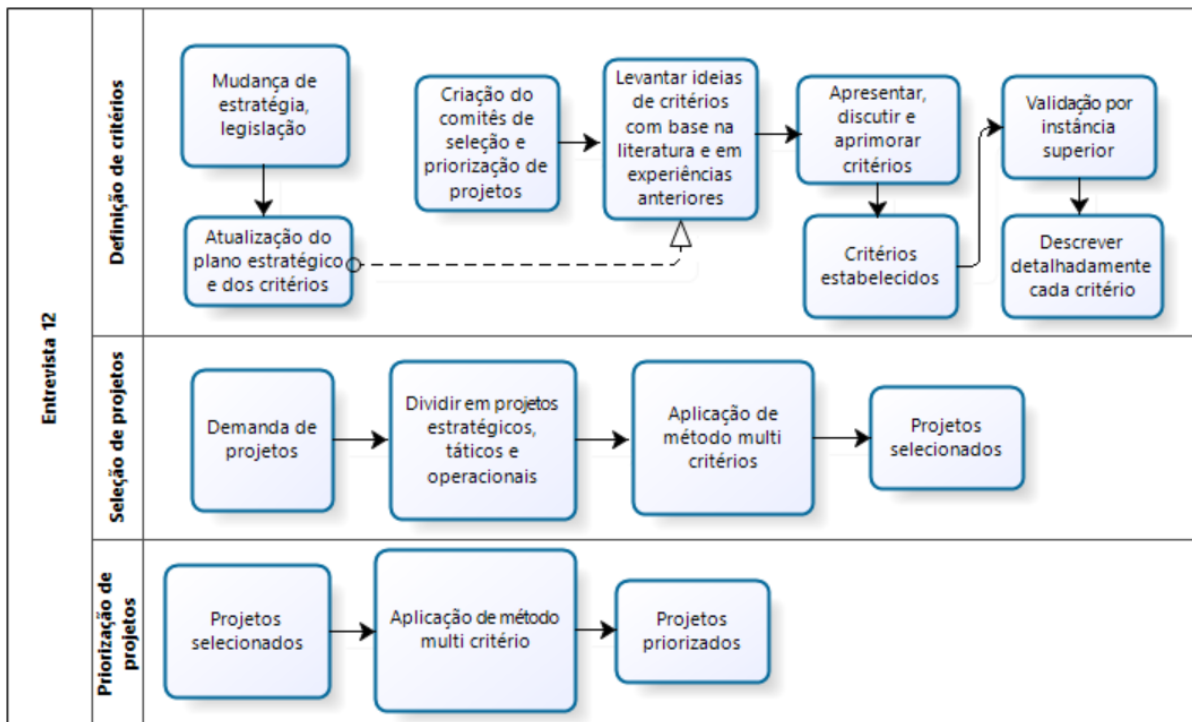 Entrevista 12
Definição de critérios
Mudança de
estratégia,
legislação
Atualização do
plano estratégico
e dos critérios
Criação do
comitês de
seleção e
priorização de
projetos
Levantar ideias
de critérios
com base na
literatura e em
experiências
anteriores
Apresentar,
discutir e
aprimorar
critérios
Critérios
estabelecidos
Validação por
instância
superior
Descrever
detalhadamente
cada critério
Seleção de projetos
Demanda de
projetos
Dividir em projetos
estratégicos,
táticos e
operacionais
Aplicação de
método multi
critérios
Projetos
selecionados
Priorização de
projetos
Projetos
selecionados
Aplicação de método
multi critério
Projetos
priorizados